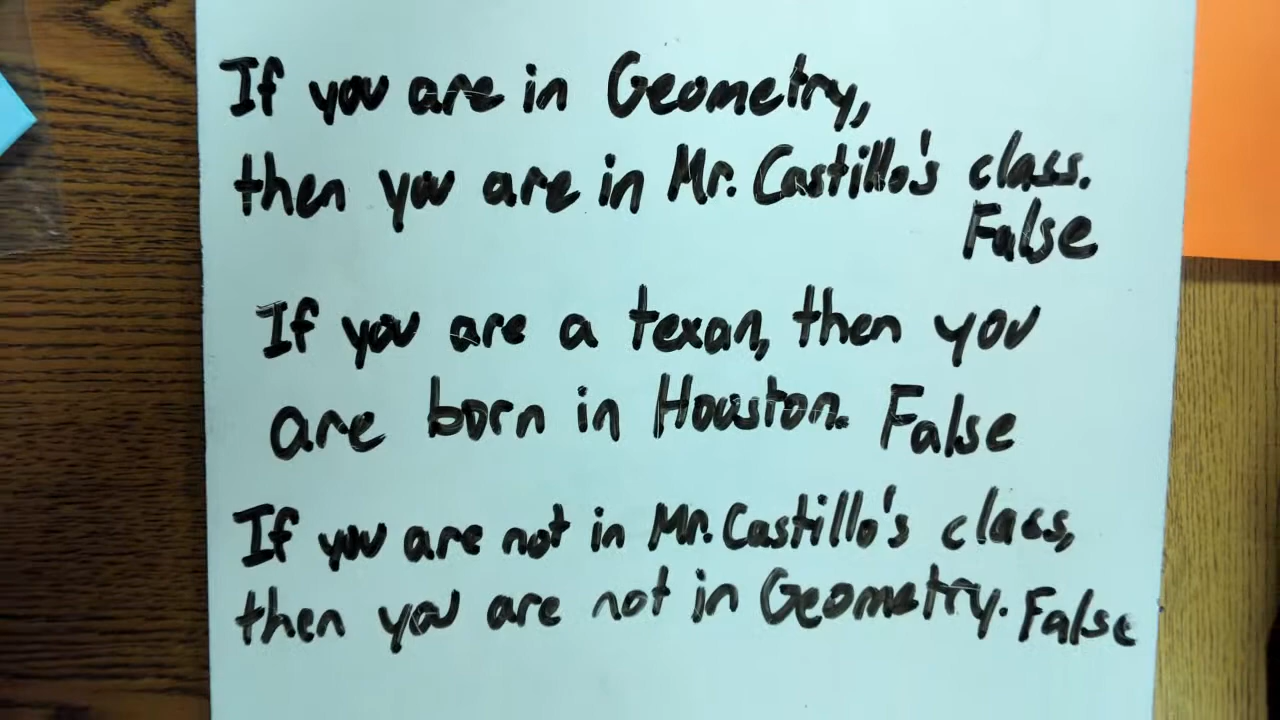 If you are in Geometry,
then you are in Mr. Castillo's class.
False
If you are a texan, then you
are born in Houston. False
If you are not in Mr. Castillo's class,
then you are not in Geometry. False